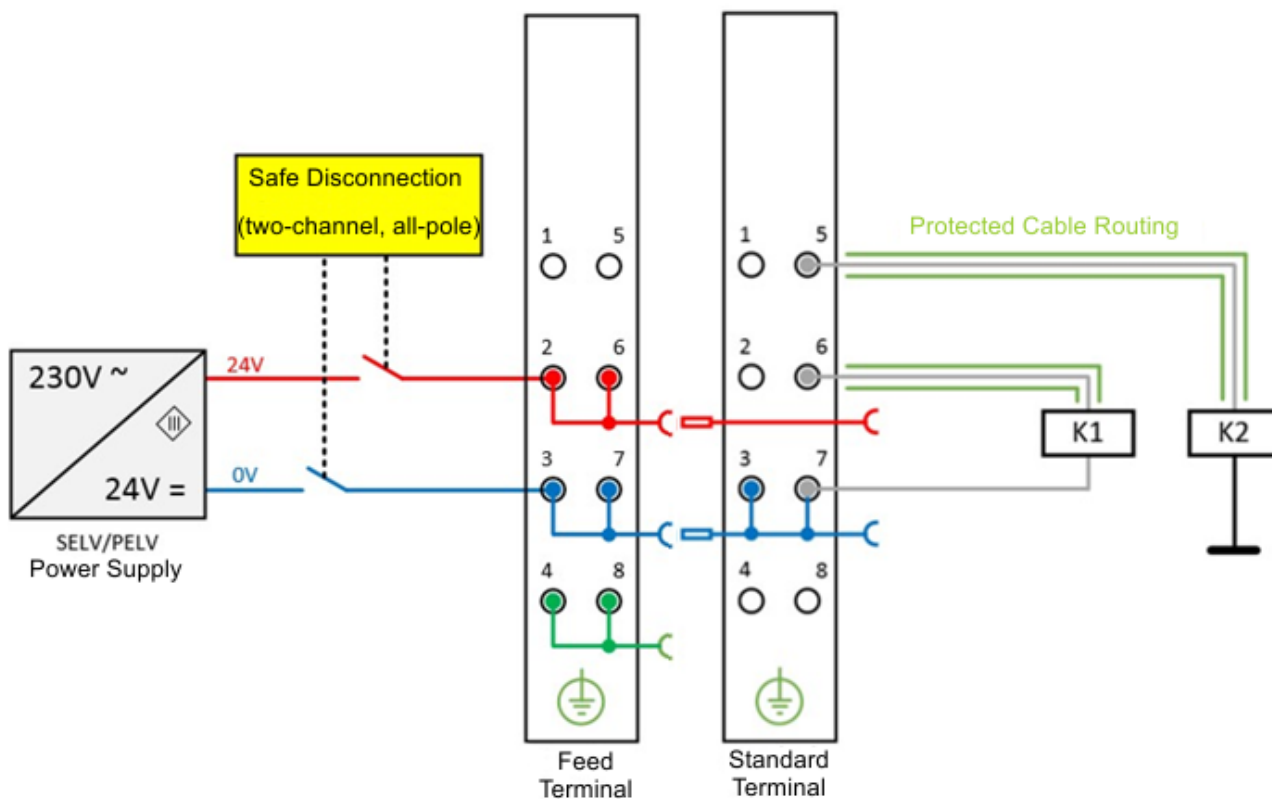 Safe Disconnection
(two-channel, all-pole)
1 5
1 5
Protected Cable Routing
230V ~
24V
2 6
2 6
III
24V =
0V
3 7
3 7
K1
K2
SELV/PELV
Power Supply
4 8
4 8
Feed
Terminal
Standard
Terminal